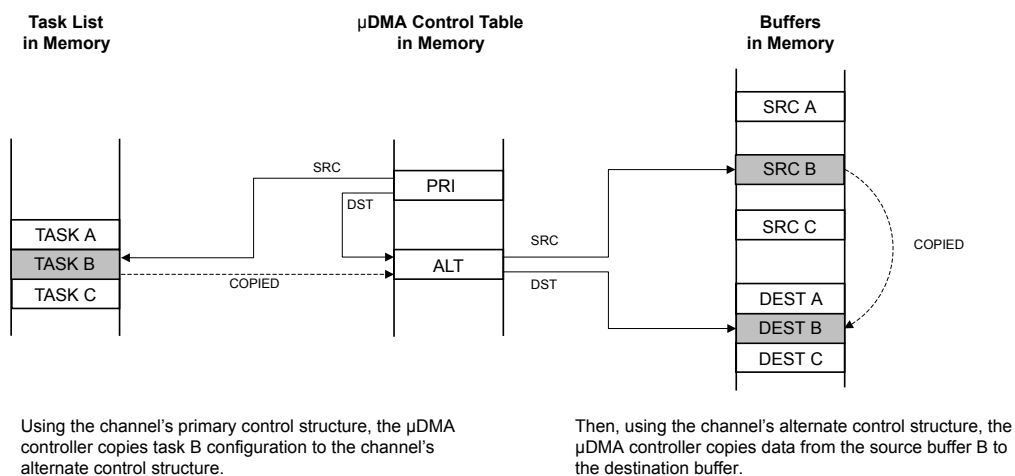 Task List
in Memory
µDMA Control Table
in Memory
Buffers
in Memory
SRC A
SRC
PRI
SRC B
DST
TASK A
SRC C
SRC
COPIED
TASK B
ALT
COPIED
DST
TASK C
DEST A
DEST B
DEST C
Using the channel's primary control structure, the µDMA
controller copies task B configuration to the channel's
alternate control structure.
Then, using the channel's alternate control structure, the
µDMA controller copies data from the source buffer B to
the destination buffer.